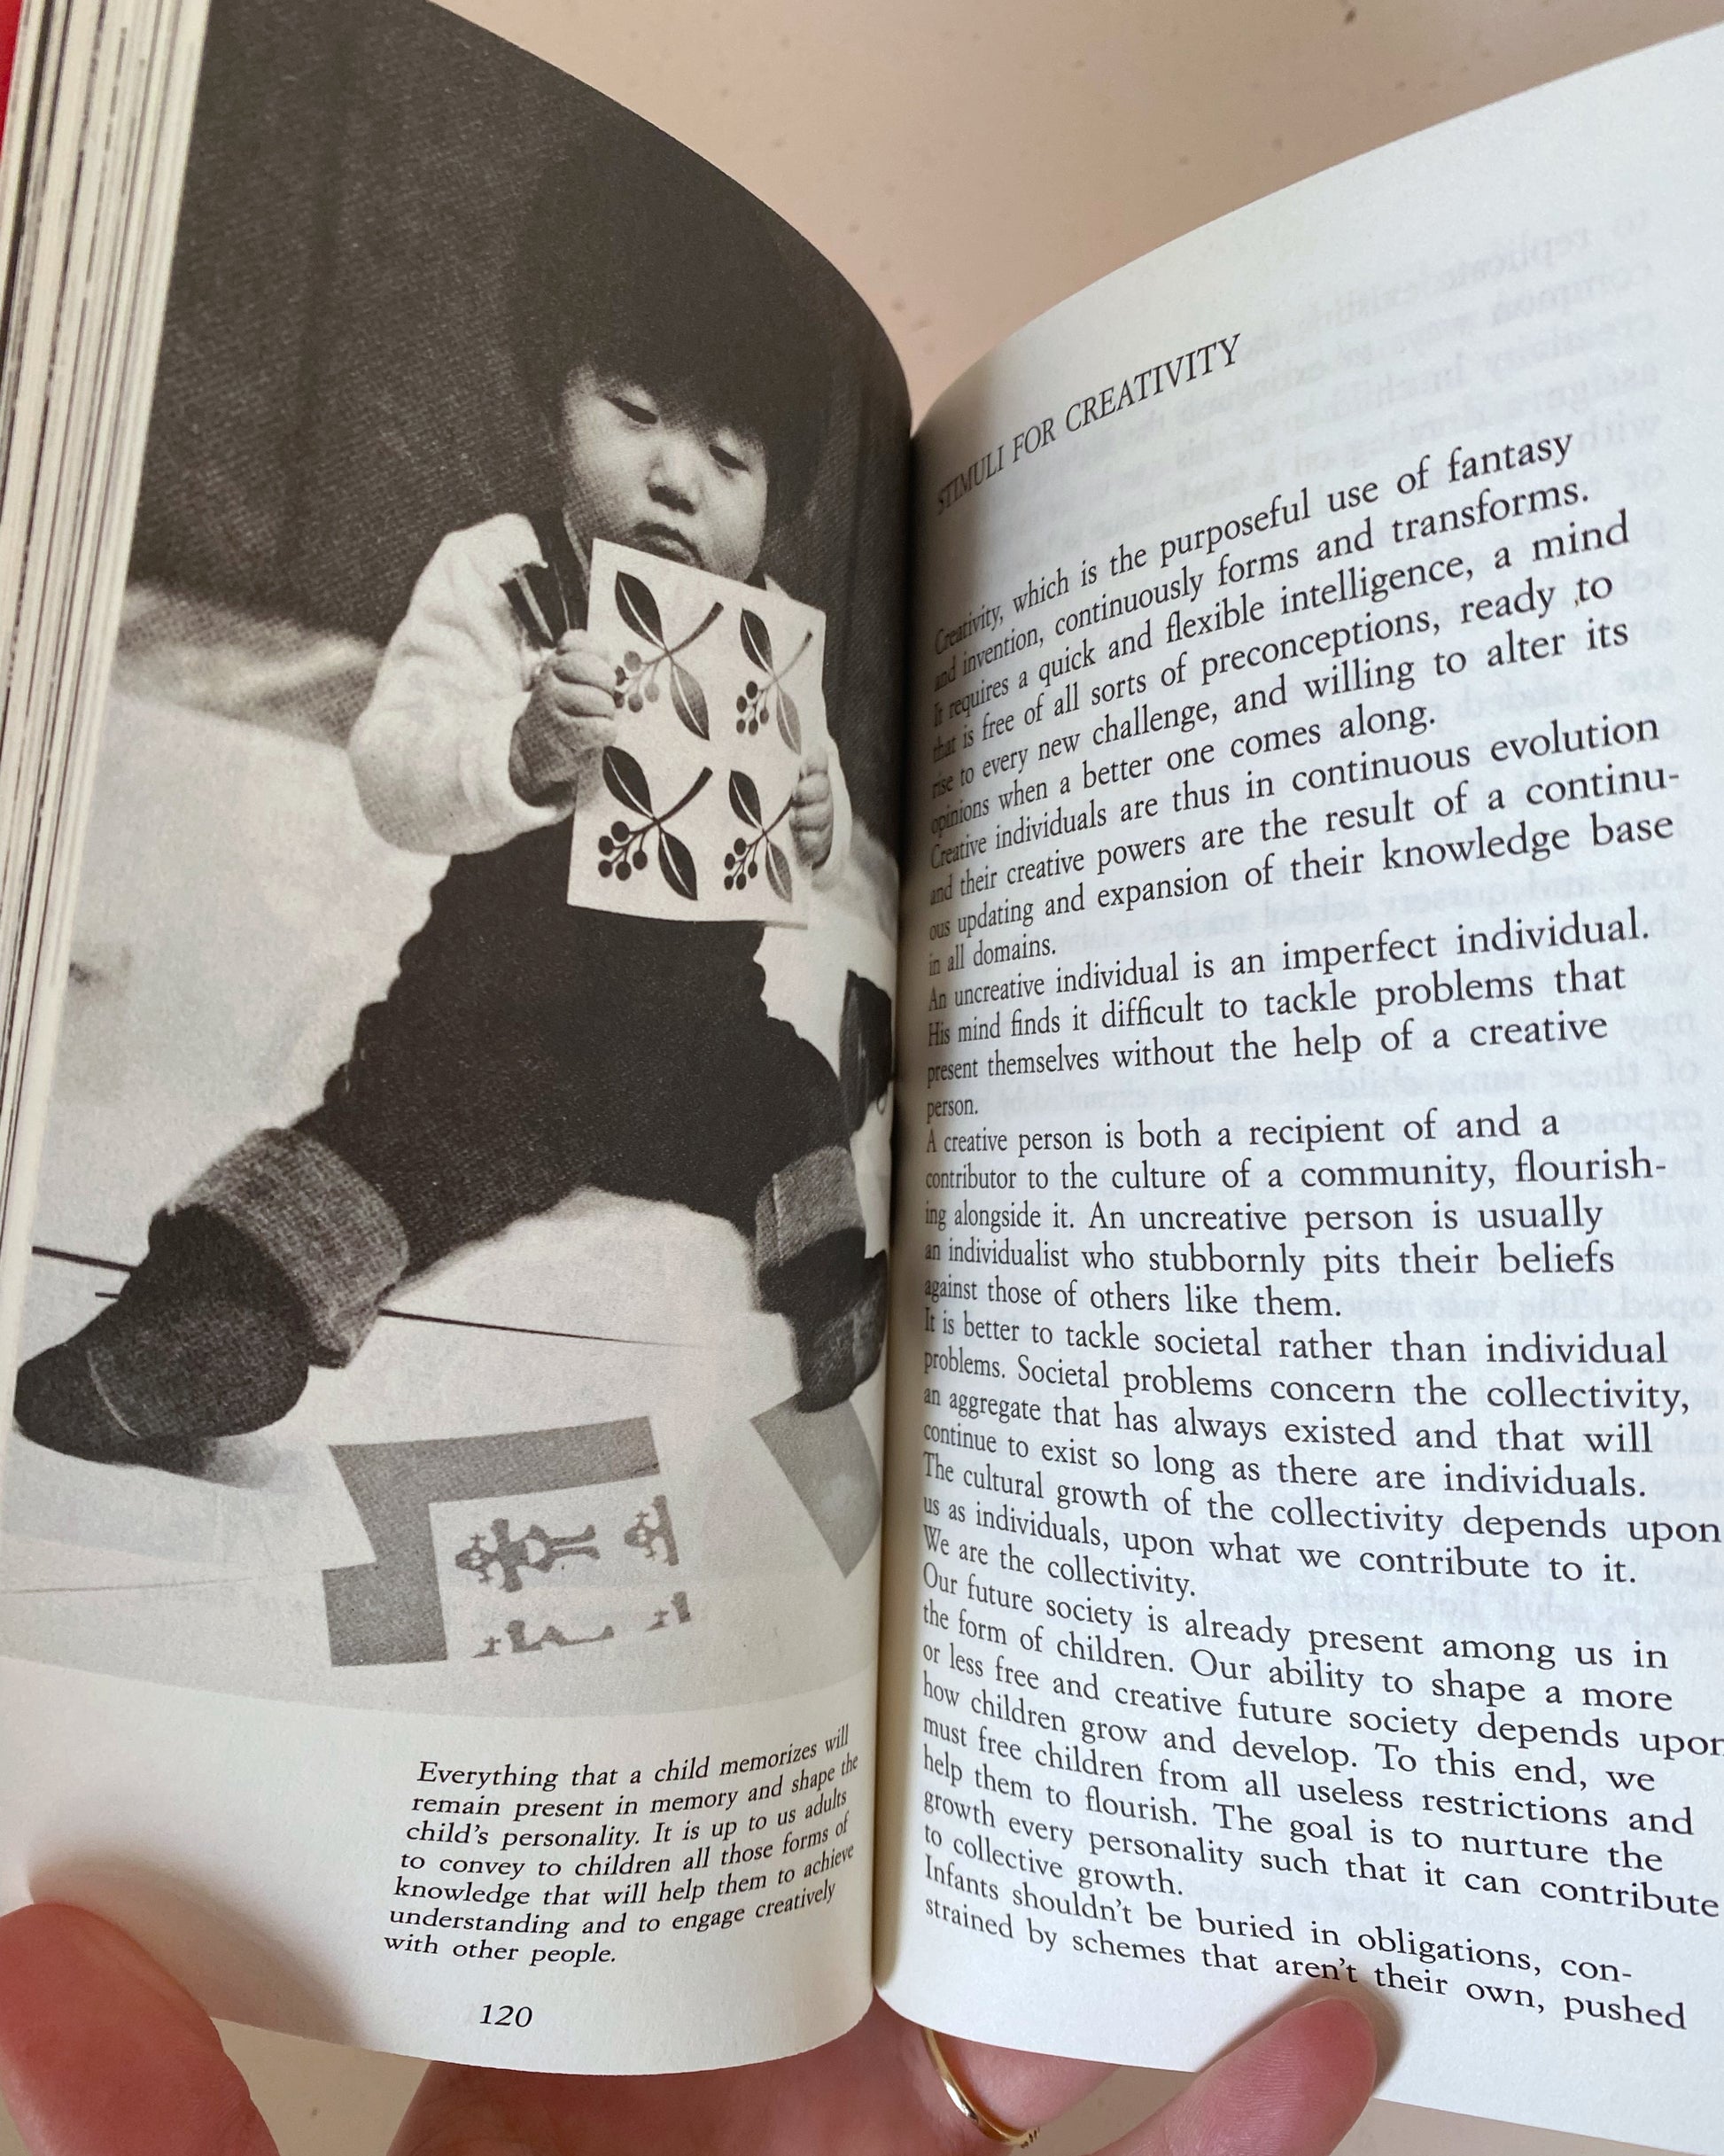 Everything that a child memorizes will
remain present in memory and shape the
child's personality. It is up to us adults
to convey to children all those forms of
knowledge that will help them to achieve
understanding and to engage creatively
with other people.
120
STIMULI FOR CREATIVITY
Creativity, which is the purposeful use of fantasy
and invention, continuously forms and transforms.
It requires a quick and flexible intelligence, a mind
that is free of all sorts of preconceptions, ready to
rise to every new challenge, and willing to alter its
opinions when a better one comes along.
Creative individuals are thus in continuous evolution
and their creative powers are the result of a continu-
ous updating and expansion of their knowledge base
in all domains.
An uncreative individual is an imperfect individual.
His mind finds it difficult to tackle problems that
present themselves without the help of a creative
person.
A creative person is both a recipient of and a
contributor to the culture of a community, flourish-
ing alongside it. An uncreative person is usually
an individualist who stubbornly pits their beliefs
against those of others like them.
It is better to tackle societal rather than individual
problems. Societal problems concern the collectivity,
an aggregate that has always existed and that will
continue to exist so long as there are individuals.
The cultural growth of the collectivity depends upon
us as individuals, upon what we contribute to it.
We are the collectivity.
Our future society is already present among us in
the form of children. Our ability to shape a more
or less free and creative future society depends upon
how children grow and develop. To this end, we
must free children from all useless restrictions and
help them to flourish. The goal is to nurture the
growth every personality such that it can contribute
to collective growth.
Infants shouldn't be buried in obligations, con-
strained by schemes that aren't their own, pushed